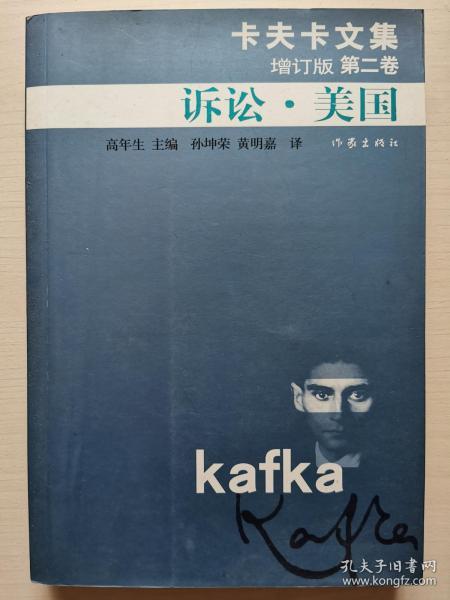 卡夫卡文集
增订版 第二卷
诉讼·美国
高年生 主编 孙坤荣 黄明嘉 译 作家出版社
kafka
Kafka
孔夫子旧书网
www.kongfz.com